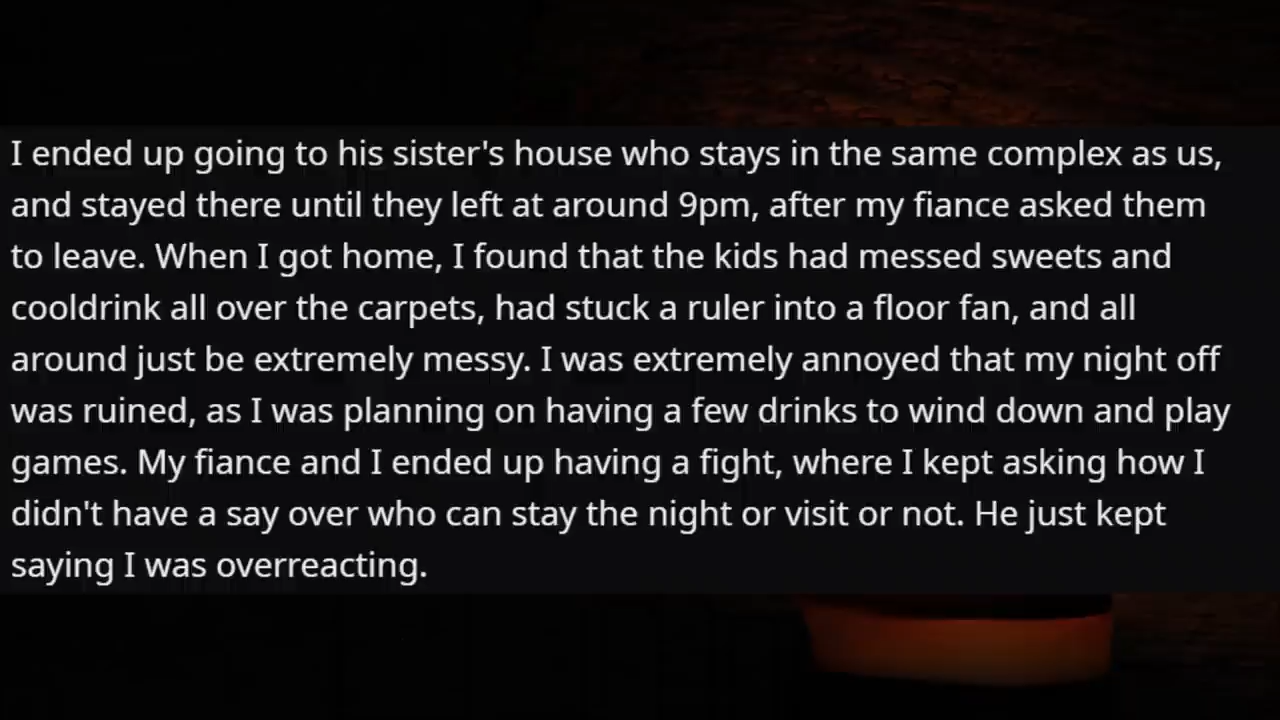 I ended up going to his sister's house who stays in the same complex as us,
and stayed there until they left at around 9pm, after my fiance asked them
to leave. When I got home, I found that the kids had messed sweets and
cooldrink all over the carpets, had stuck a ruler into a floor fan, and all
around just be extremely messy. I was extremely annoyed that my night off
was ruined, as I was planning on having a few drinks to wind down and play
games. My fiance and I ended up having a fight, where I kept asking how I
didn't have a say over who can stay the night or visit or not. He just kept
saying I was overreacting.